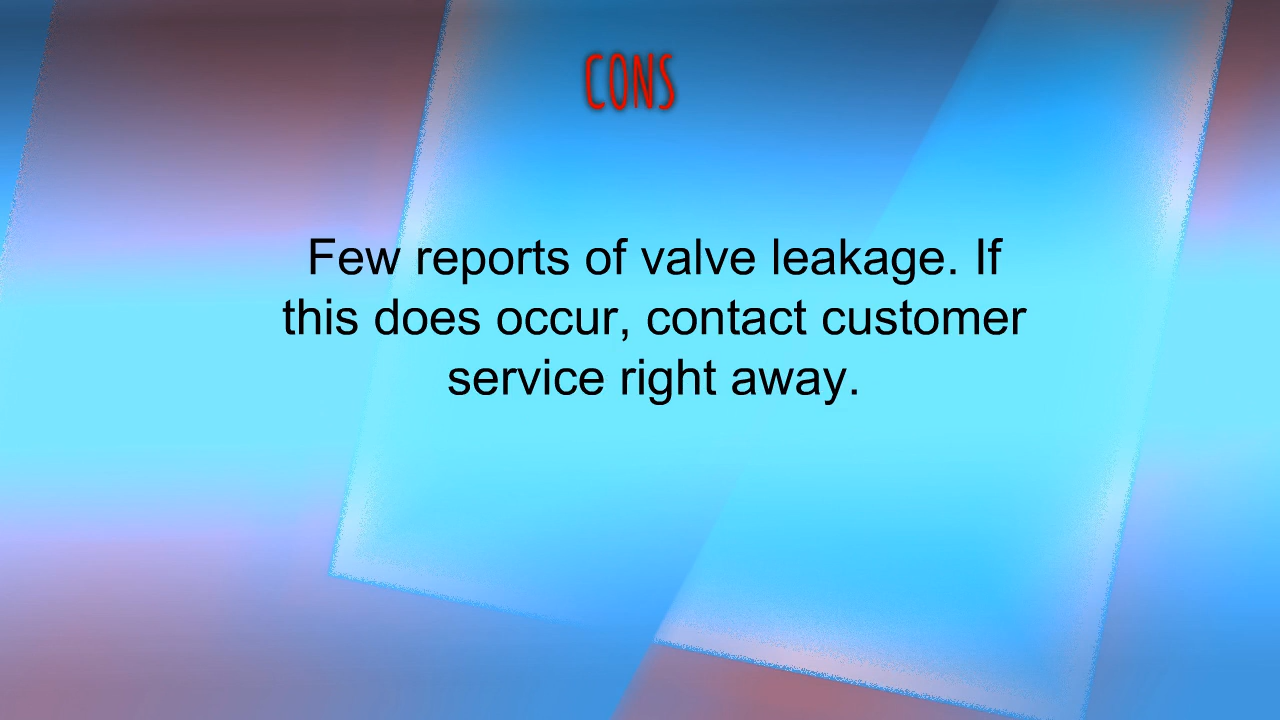 CONS
Few reports of valve leakage. If
this does occur, contact customer
service right away.